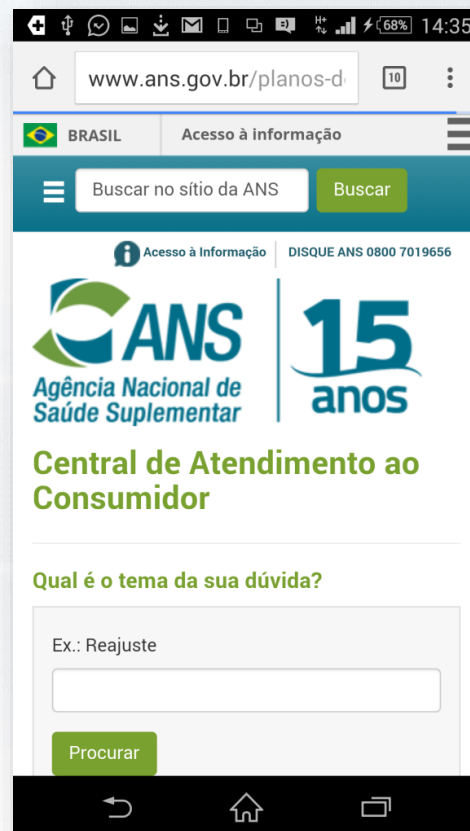 68% 14:35
www.ans.gov.br/planos-d
10
BRASIL Acesso à informação
Buscar no sítio da ANS Buscar
Acesso à Informação DISQUE ANS 0800 7019656
ANS 15
Agência Nacional de anos
Saúde Suplementar
Central de Atendimento ao
Consumidor
Qual é o tema da sua dúvida?
Ex.: Reajuste
Procurar